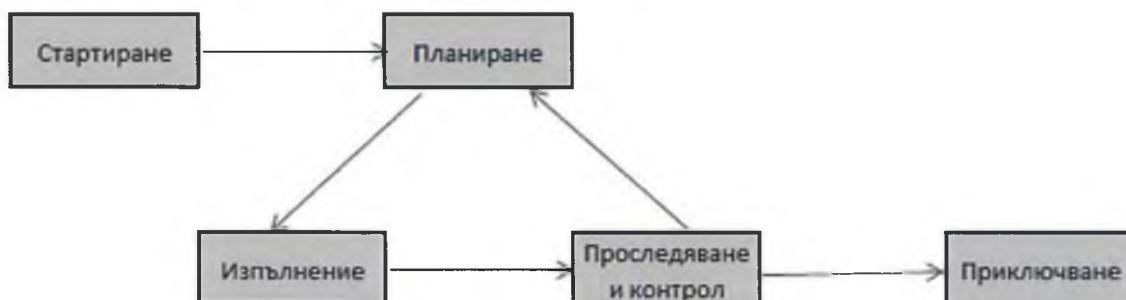 Стартиране
Планиране
Изпълнение
Проследяване
и контрол
Приключване